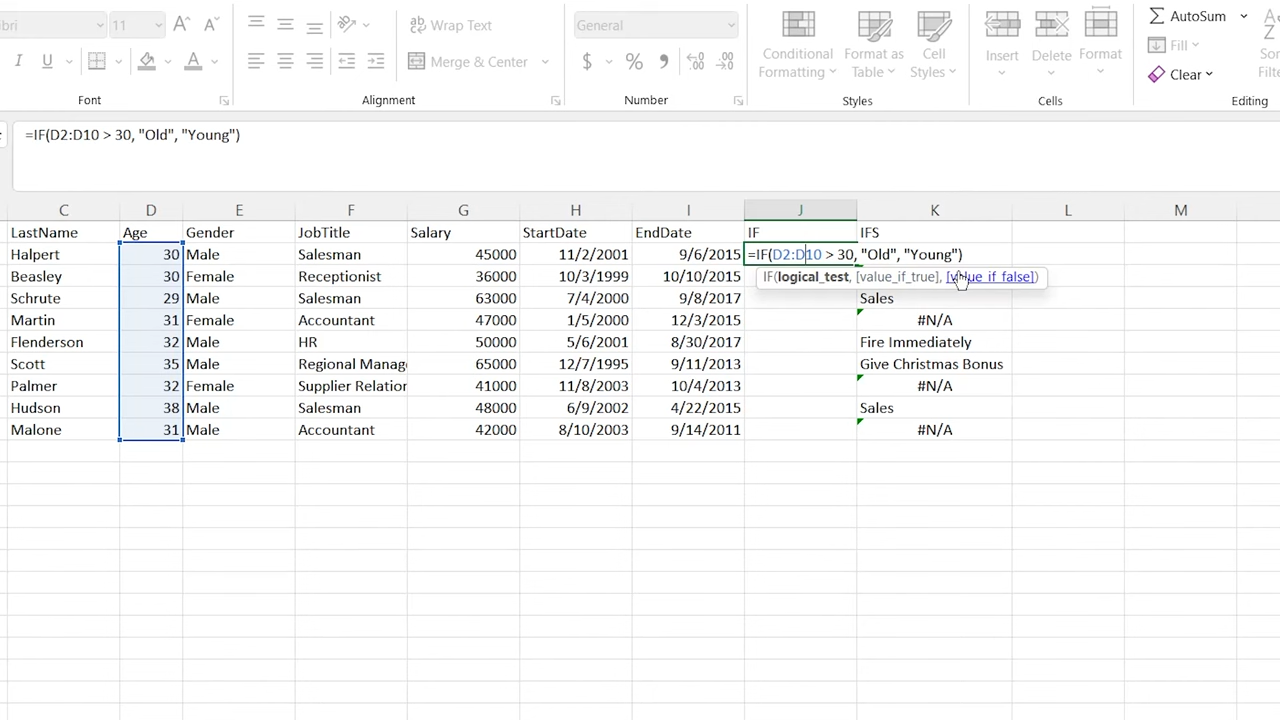 11
Wrap Text
General
Conditional Formatting
Format as Table
Cell Styles
Insert
Delete
Format
AutoSum
Fill
Clear
Merge & Center
Font
Alignment
Number
Styles
Cells
Editing
=IF(D2:D10 > 30, "Old", "Young")
C D E F G H I J K L M
LastName Age Gender JobTitle Salary StartDate EndDate IF IFS
Halpert 30 Male Salesman 45000 11/2/2001 9/6/2015 =IF(D2:D10 > 30, "Old", "Young")
Beasley 30 Female Receptionist 36000 10/3/1999 10/10/2015 IF(logical_test, [value_if_true], [value_if_false])
Schrute 29 Male Salesman 63000 7/4/2000 9/8/2017 Sales
Martin 31 Female Accountant 47000 1/5/2000 12/3/2015 #N/A
Flenderson 32 Male HR 50000 5/6/2001 8/30/2017 Fire Immediately
Scott 35 Male Regional Manag 65000 12/7/1995 9/11/2013 Give Christmas Bonus
Palmer 32 Female Supplier Relation 41000 11/8/2003 10/4/2013 #N/A
Hudson 38 Male Salesman 48000 6/9/2002 4/22/2015 Sales
Malone 31 Male Accountant 42000 8/10/2003 9/14/2011 #N/A